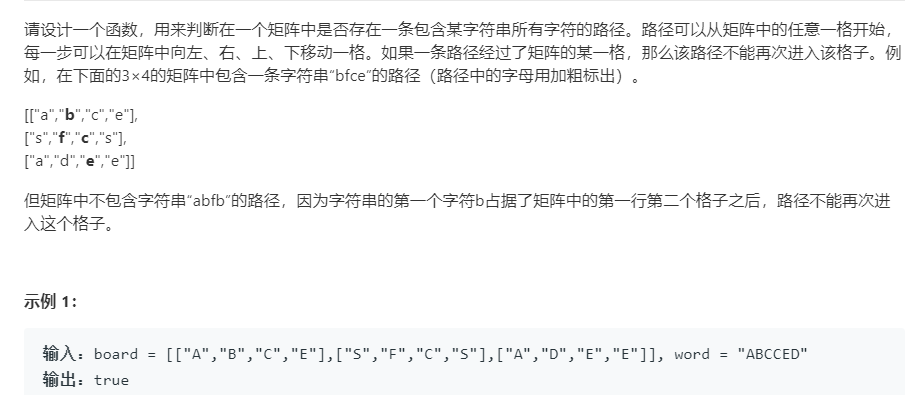 请设计一个函数，用来判断在一个矩阵中是否存在一条包含某字符串所有字符的路径。路径可以从矩阵中的任意一格开始，
每一步可以在矩阵中向左、右、上、下移动一格。如果一条路径经过了矩阵的某一格，那么该路径不能再次进入该格子。例
如，在下面的3×4的矩阵中包含一条字符串“bfce”的路径（路径中的字母用加粗标出）。
[["a","b","c","e"],
["s","f","c","s"],
["a","d","e","e"]]
但矩阵中不包含字符串“abfb”的路径，因为字符串的第一个字符b占据了矩阵中的第一行第二个格子之后，路径不能再次进
入这个格子。
示例 1：
输入：board = [["A","B","C","E"],["S","F","C","S"],["A","D","E","E"]], word = "ABCCED"
输出：true